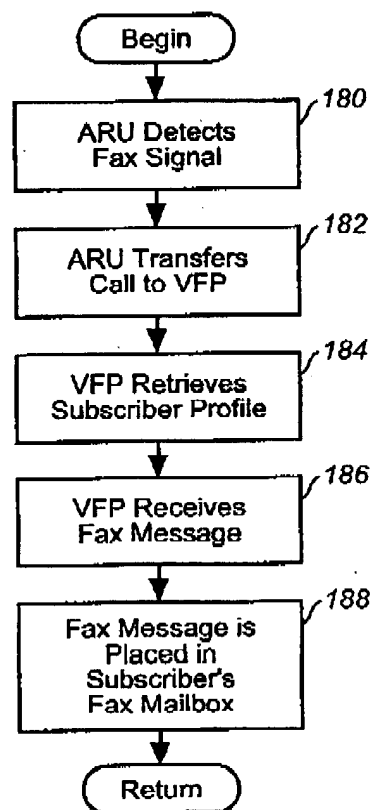 Begin
180
ARU Detects
Fax Signal
182
ARU Transfers
Call to VFP
184
VFP Retrieves
Subscriber Profile
186
VFP Receives
Fax Message
188
Fax Message is
Placed in
Subscriber's
Fax Mailbox
Return